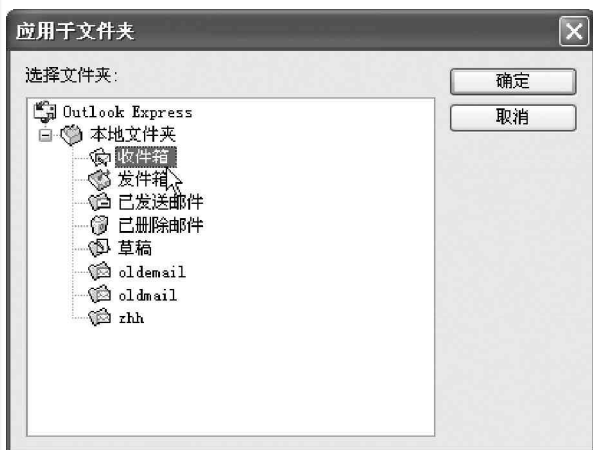 应用于文件夹
选择文件夹:
确定
取消
Outlook Express
本地文件夹
收件箱
发件箱
已发送邮件
已删除邮件
草稿
oldemail
oldmail
zhh